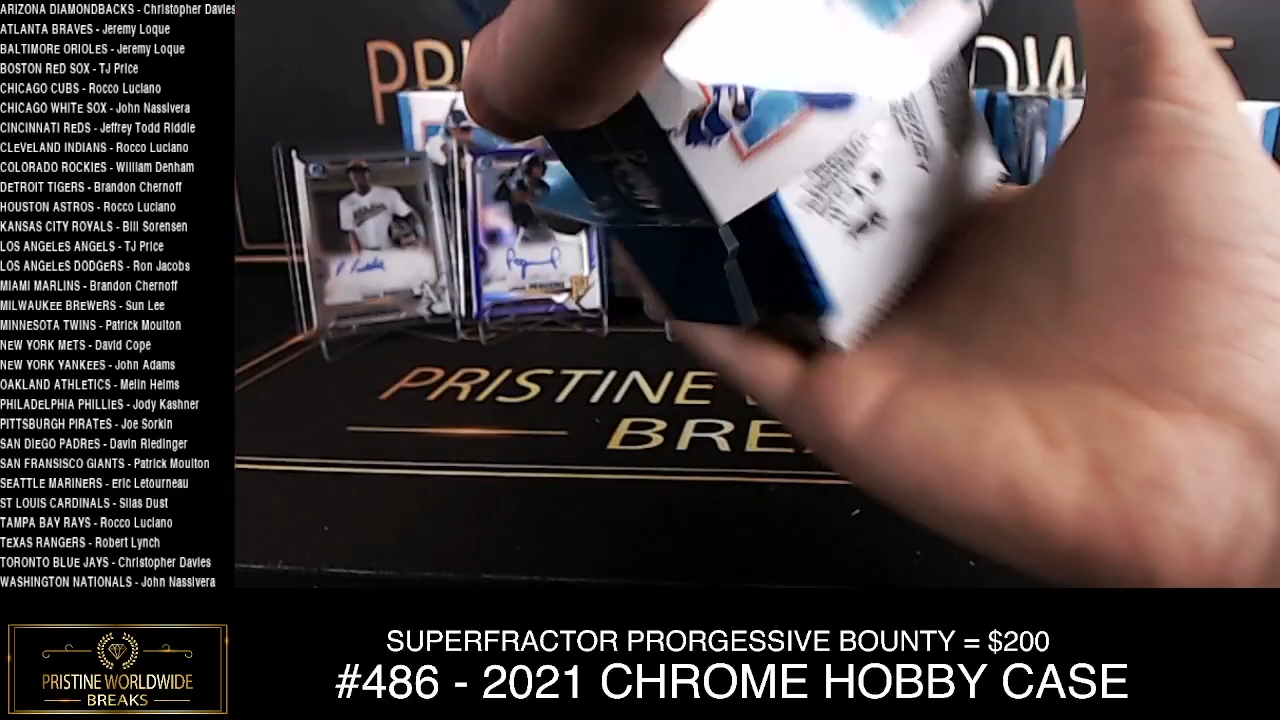 ARIZONA DIAMONDBACKS - Christopher Davies
ATLANTA BRAVES - Jeremy Loque
BALTIMORE ORIOLES - Jeremy Loque
BOSTON RED SOX - TJ Price
CHICAGO CUBS - Rocco Luciano
CHICAGO WHITE SOX - John Nassivera
CINCINNATI REDS - Jeffrey Todd Riddle
CLEVELAND INDIANS - Rocco Luciano
COLORADO ROCKIES - William Denham
DETROIT TIGERS - Brandon Chernoff
HOUSTON ASTROS - Rocco Luciano
KANSAS CITY ROYALS - Bill Sorensen
LOS ANGELES ANGELS - TJ Price
LOS ANGELES DODGERS - Ron Jacobs
MIAMI MARLINS - Brandon Chernoff
MILWAUKEE BREWERS - Sun Lee
MINNESOTA TWINS - Patrick Moulton
NEW YORK METS - David Cope
NEW YORK YANKEES - John Adams
OAKLAND ATHLETICS - Melin Heims
PHILADELPHIA PHILLIES - Jody Kashner
PITTSBURGH PIRATES - Joe Sorkin
SAN DIEGO PADRES - Davin Riedinger
SAN FRANSISCO GIANTS - Patrick Moulton
SEATTLE MARINERS - Eric Letourneau
ST LOUIS CARDINALS - Silas Dust
TAMPA BAY RAYS - Rocco Luciano
TEXAS RANGERS - Robert Lynch
TORONTO BLUE JAYS - Christopher Davies
WASHINGTON NATIONALS - John Nassivera
PRISTINE
BRE
PRISTINE WORLDWIDE
BREAKS
SUPERFRACTOR PRORGESSIVE BOUNTY = $200
#486 - 2021 CHROME HOBBY CASE